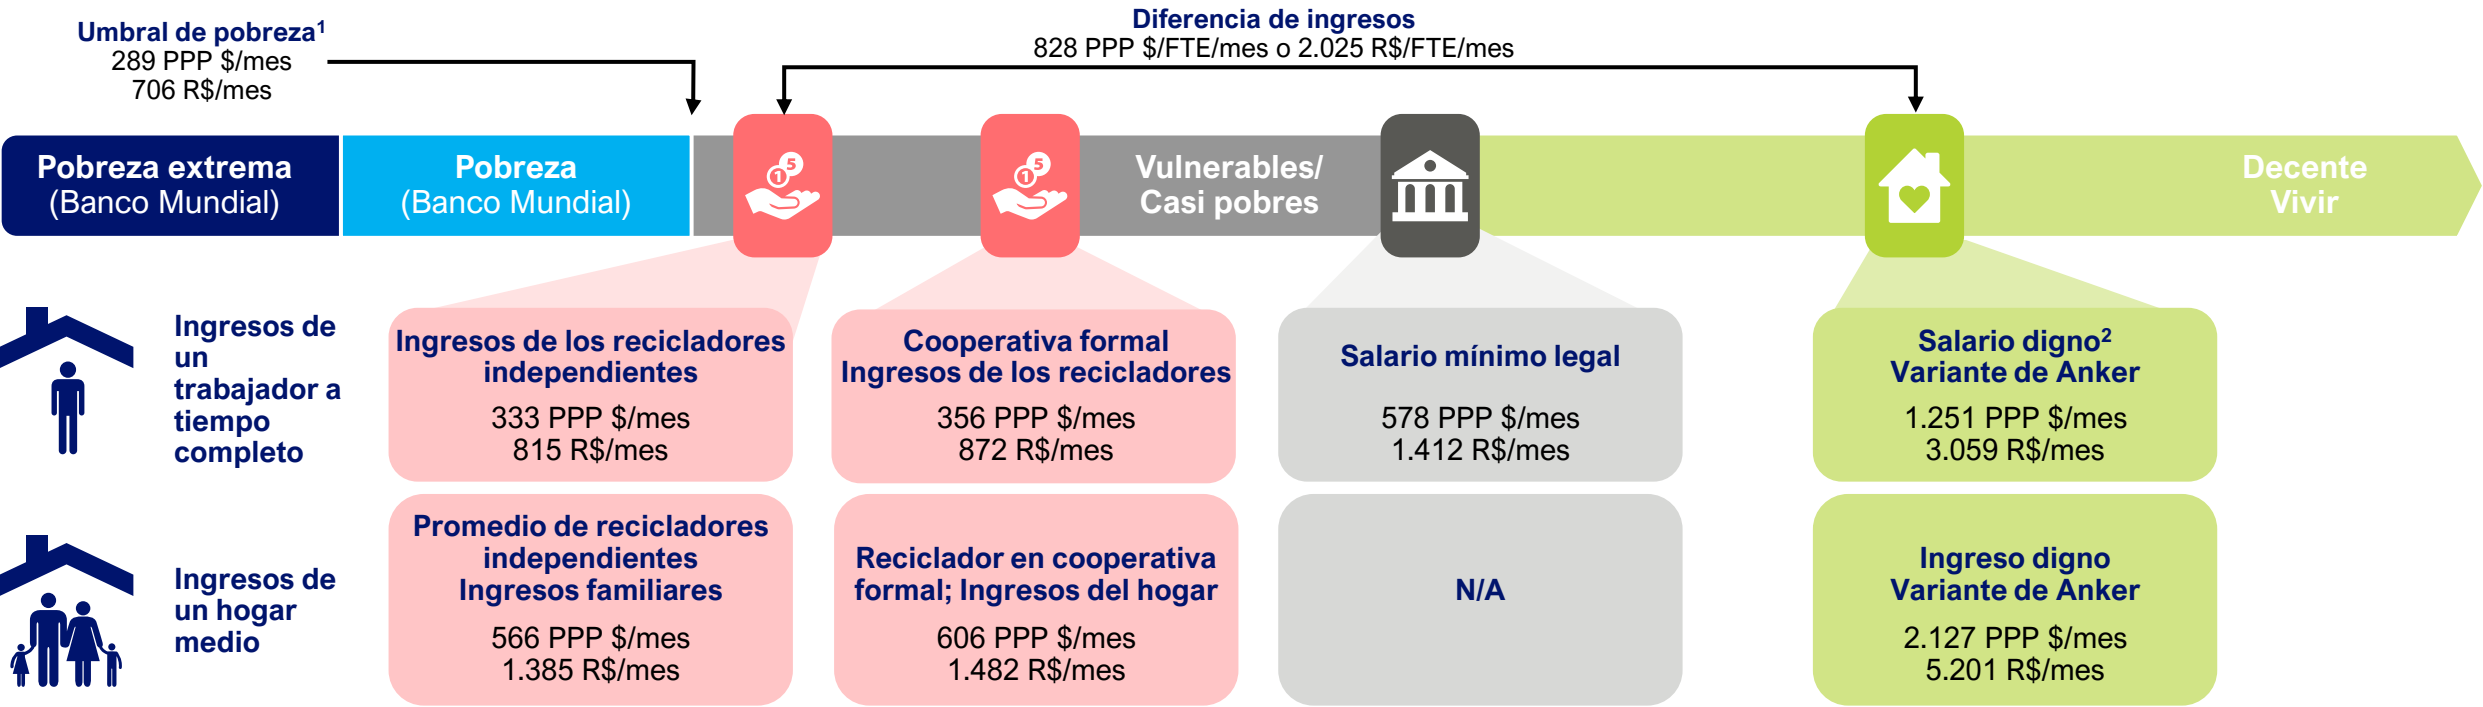 Umbral de pobreza¹
289 PPP $/mes
706 R$/mes
Diferencia de ingresos
828 PPP $/FTE/mes o 2.025 R$/FTE/mes
Pobreza extrema
(Banco Mundial)
Pobreza
(Banco Mundial)
5
1
5
1
Vulnerables/
Casi pobres
Decente
Vivir
Ingresos de
un
trabajador a
tiempo
completo
Ingresos de los recicladores
independientes
333 PPP $/mes
815 R$/mes
Cooperativa formal
Ingresos de los recicladores
356 PPP $/mes
872 R$/mes
Salario mínimo legal
578 PPP $/mes
1.412 R$/mes
Salario digno²
Variante de Anker
1.251 PPP $/mes
3.059 R$/mes
Ingresos de
un hogar
medio
Promedio de recicladores
independientes
Ingresos familiares
566 PPP $/mes
1.385 R$/mes
Reciclador en cooperativa
formal; Ingresos del hogar
606 PPP $/mes
1.482 R$/mes
N/A
Ingreso digno
Variante de Anker
2.127 PPP $/mes
5.201 R$/mes